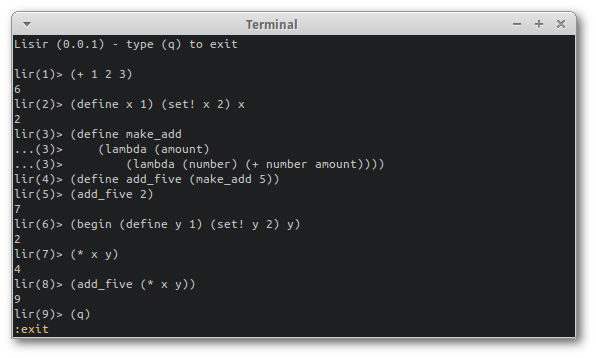 Terminal
Lisir (0.0.1) - type (q) to exit
lir(1)> (+ 1 2 3)
6
lir(2)> (define x 1) (set! x 2) x
2
lir(3)> (define make_add
...(3)>     (lambda (amount)
...(3)>         (lambda (number) (+ number amount))))
lir(4)> (define add_five (make_add 5))
lir(5)> (add_five 2)
7
lir(6)> (begin (define y 1) (set! y 2) y)
2
lir(7)> (* x y)
4
lir(8)> (add_five (* x y))
9
lir(9)> (q)
:exit